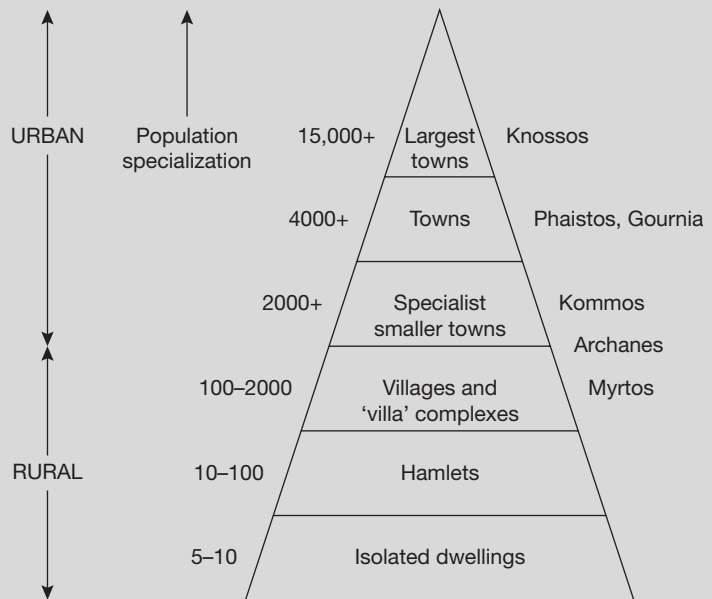 URBAN
Population
specialization
15,000+
Largest
towns
Knossos
4000+
Towns
Phaistos, Gournia
2000+
Specialist
smaller towns
Kommos
Archanes
100–2000
Villages and
‘villa’ complexes
Myrtos
RURAL
10–100
Hamlets
5–10
Isolated dwellings